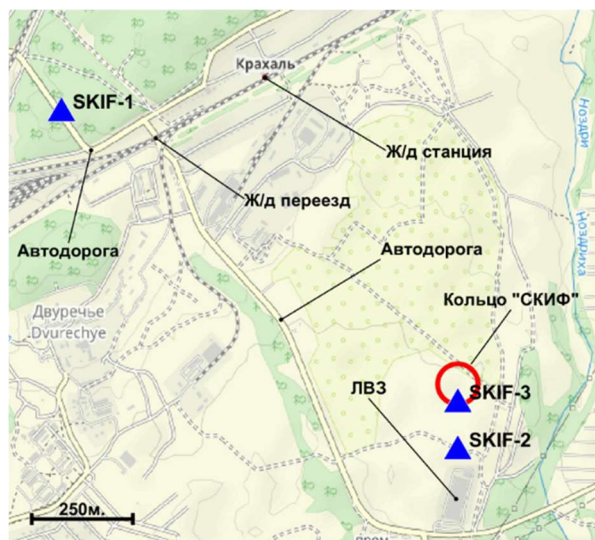 Крахаль
SKIF-1
Ноздри
Ж/д станция
Ж/д переезд
Автодорога
Автодорога
Ноздриха
Кольцо "СКИФ"
Двуречье
Dvurechye
ЛВЗ
SKIF-3
SKIF-2
250м.